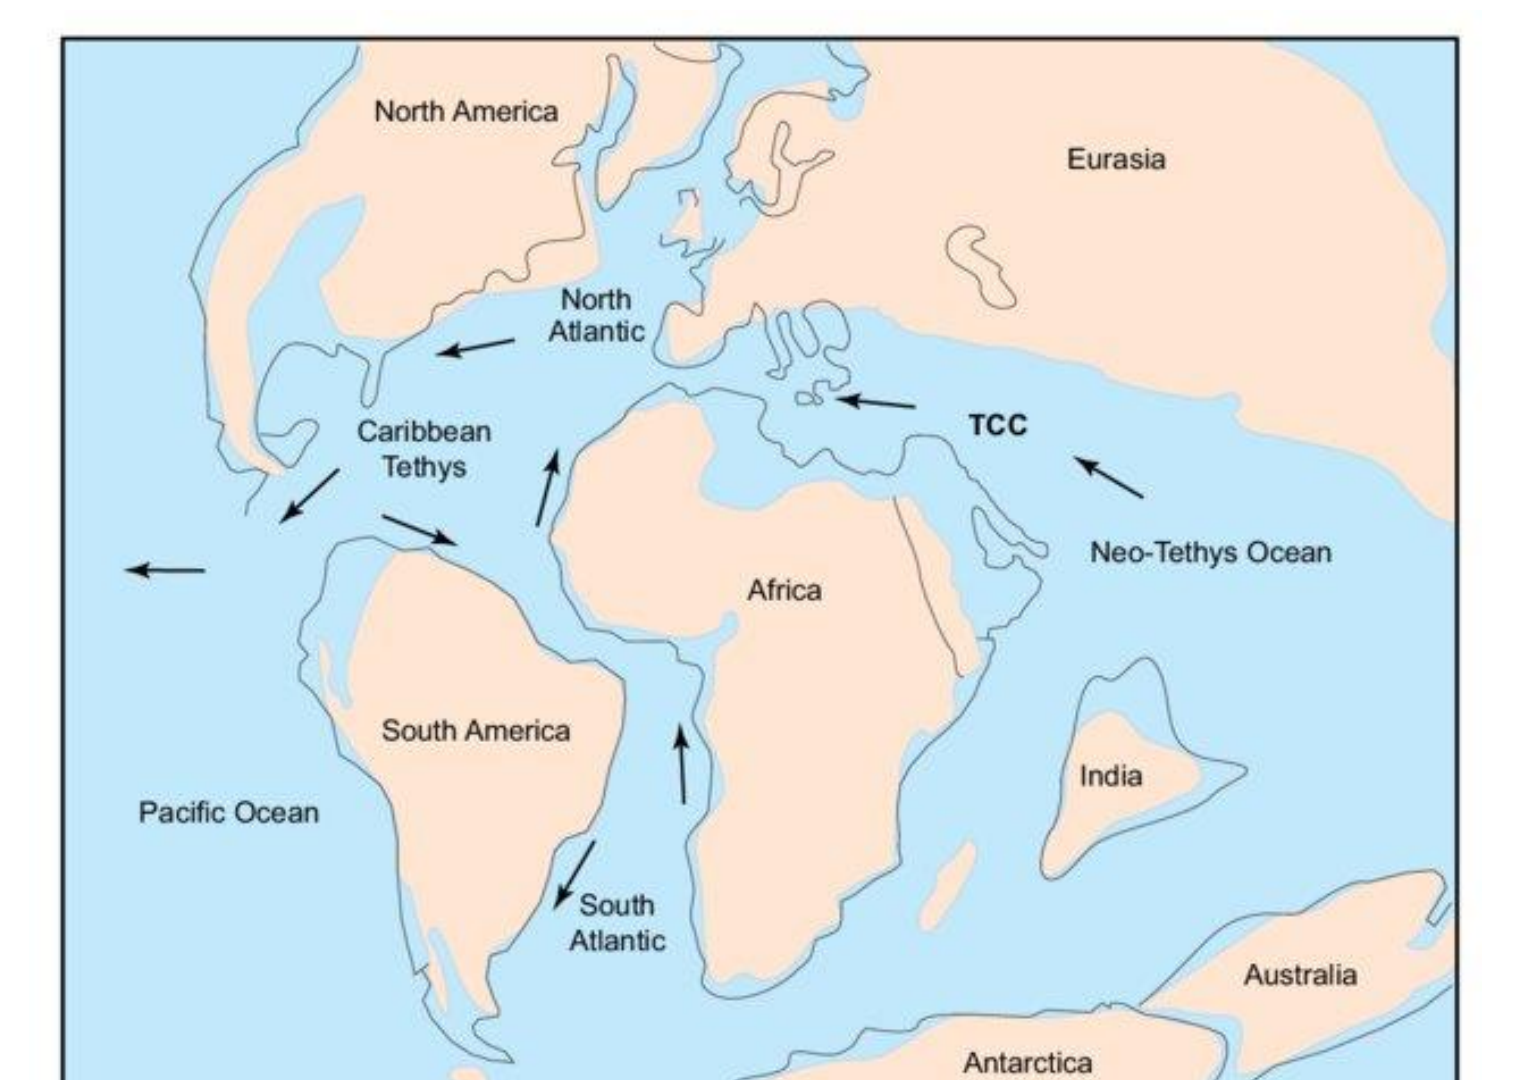 North America
Eurasia
North
Atlantic
TCC
Caribbean
Tethys
Neo-Tethys Ocean
Africa
South America
India
Pacific Ocean
South
Atlantic
Australia
Antarctica